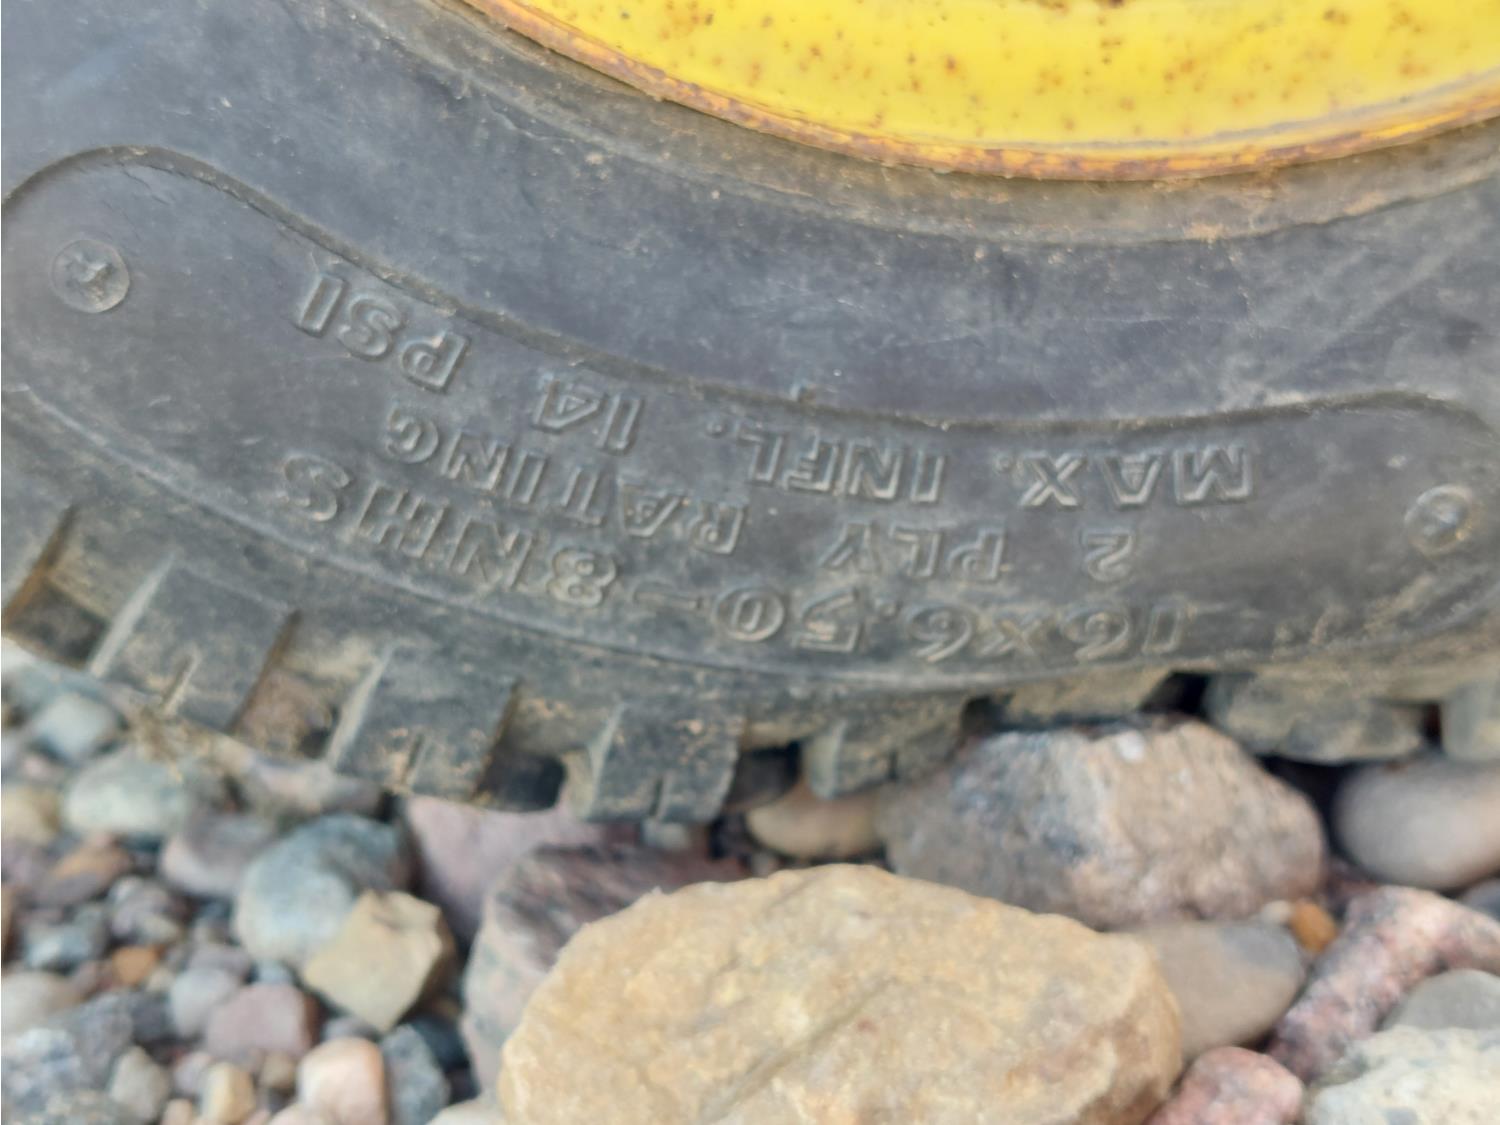 16x6.50-8NHS
2 PLY RATING
MAX. INFL. 14 PSI